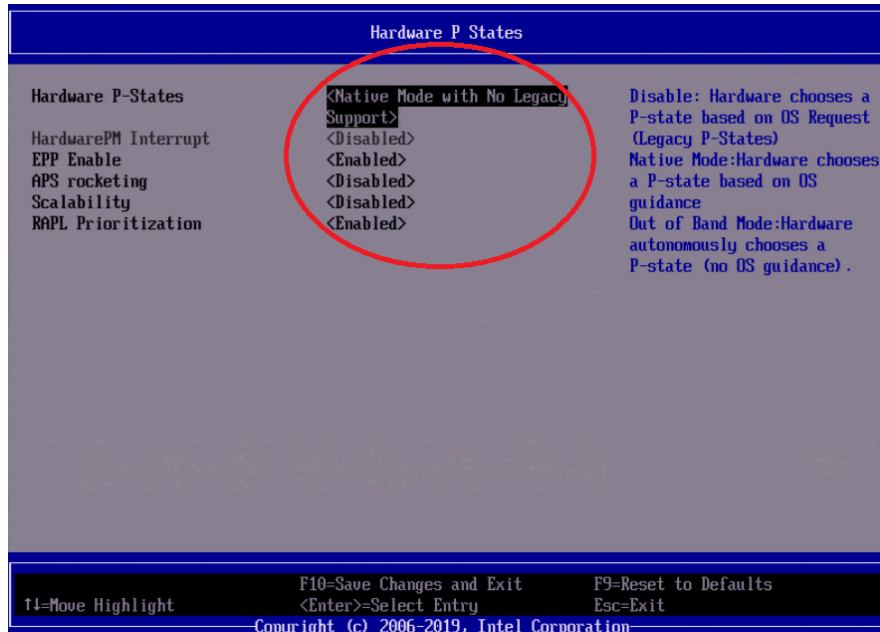 Hardware P States
Hardware P-States <Native Mode with No Legacy Support>
HardwarePM Interrupt <Disabled>
EPP Enable <Enabled>
APS rocketing <Disabled>
Scalability <Disabled>
RAPL Prioritization <Enabled>
Disable: Hardware chooses a
P-state based on OS Request
(Legacy P-States)
Native Mode:Hardware chooses
a P-state based on OS
guidance
Out of Band Mode:Hardware
autonomously chooses a
P-state (no OS guidance).
F10=Save Changes and Exit F9=Reset to Defaults
↑↓=Move Highlight <Enter>=Select Entry Esc=Exit
Copyright (c) 2006-2019, Intel Corporation